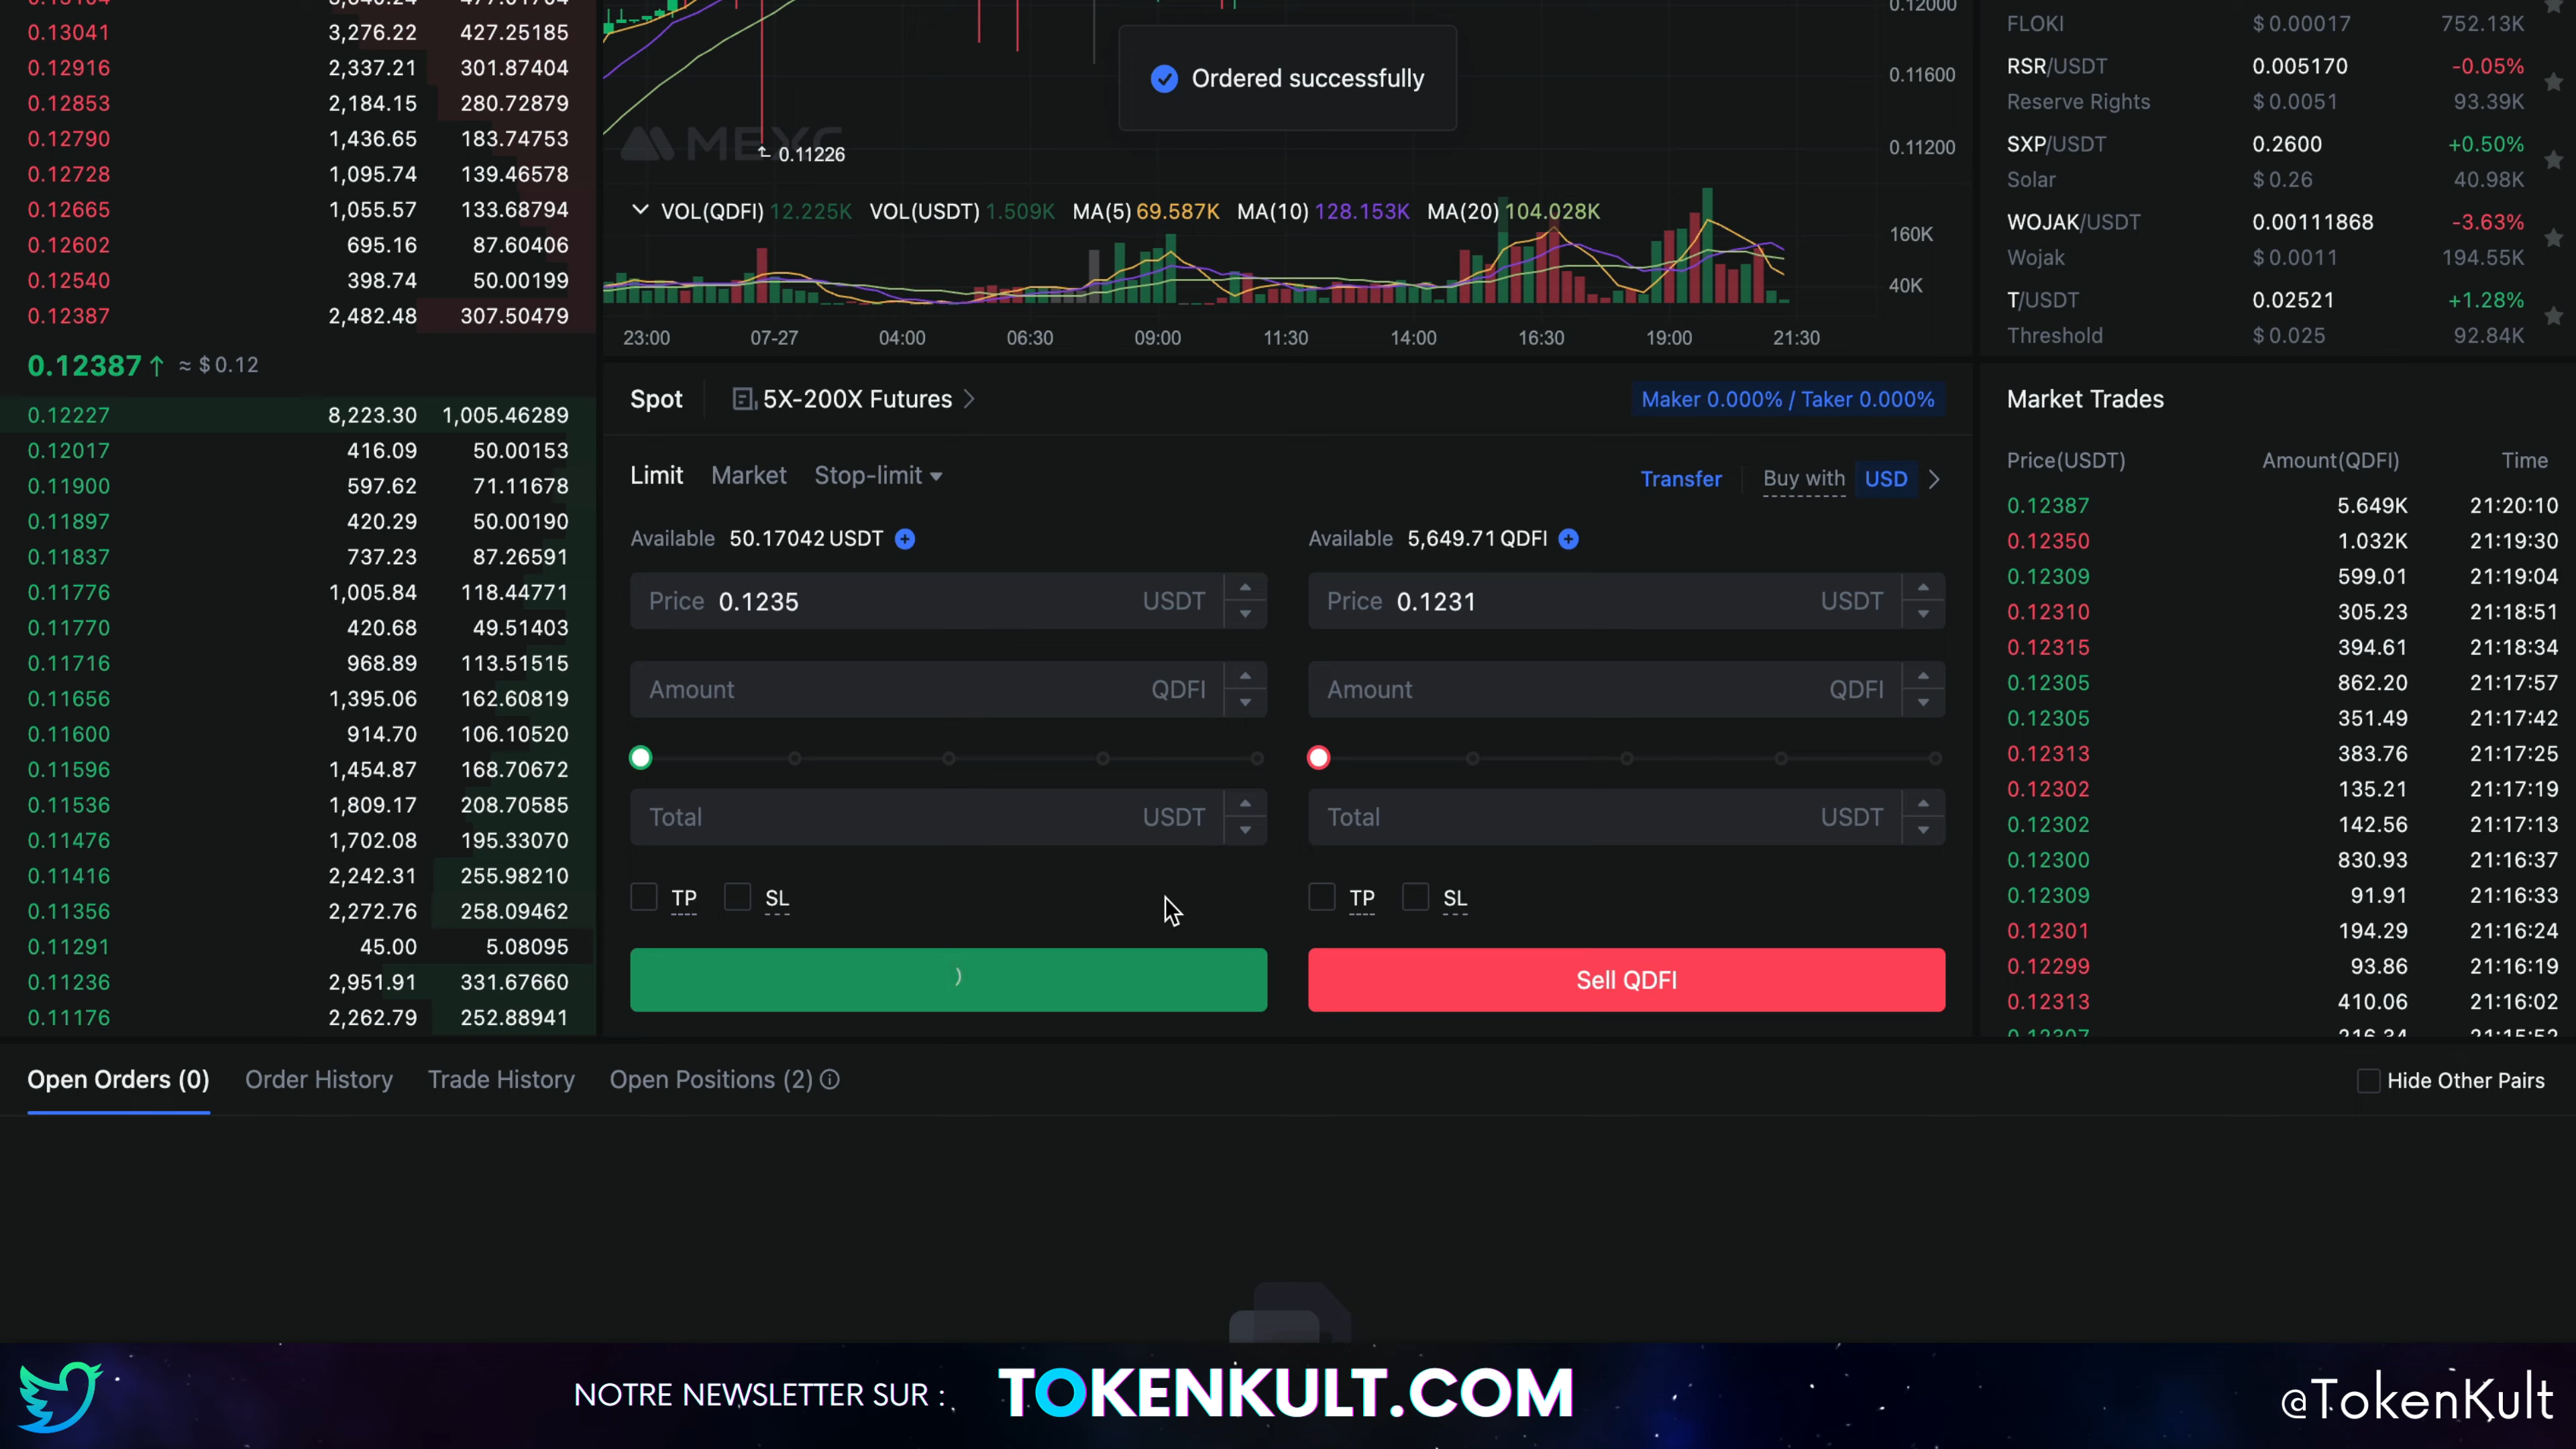 0.13041 3,276.22 427.25185
0.12916 2,337.21 301.87404
0.12853 2,184.15 280.72879
0.12790 1,436.65 183.74753
0.12728 1,095.74 139.46578
0.12665 1,055.57 133.68794
0.12602 695.16 87.60406
0.12540 398.74 50.00199
0.12387 2,482.48 307.50479
0.12387↑ ≈ $ 0.12
0.12227 8,223.30 1,005.46289
0.12017 416.09 50.00153
0.11900 597.62 71.11678
0.11897 420.29 50.00190
0.11837 737.23 87.26591
0.11776 1,005.84 118.44771
0.11770 420.68 49.51403
0.11716 968.89 113.51515
0.11656 1,395.06 162.60819
0.11600 914.70 106.10520
0.11596 1,454.87 168.70672
0.11536 1,809.17 208.70585
0.11476 1,702.08 195.33070
0.11416 2,242.31 255.98210
0.11356 2,272.76 258.09462
0.11291 45.00 5.08095
0.11236 2,951.91 331.67660
0.11176 2,262.79 252.88941
Ordered successfully
MEXC
0.11226
0.12000
0.11600
0.11200
VOL(QDFI) 12.225K VOL(USDT) 1.509K MA(5) 69.587K MA(10) 128.153K MA(20) 104.028K
160K
40K
23:00 07-27 04:00 06:30 09:00 11:30 14:00 16:30 19:00 21:30
Spot 5X-200X Futures Maker 0.000% / Taker 0.000%
Limit Market Stop-limit Transfer Buy with USD
Available 50.17042 USDT Available 5,649.71 QDFI
Price 0.1235 USDT Price 0.1231 USDT
Amount QDFI Amount QDFI
Total USDT Total USDT
TP SL TP SL
Sell QDFI
FLOKI $ 0.00017 752.13K
RSR/USDT 0.005170 -0.05%
Reserve Rights $ 0.0051 93.39K
SXP/USDT 0.2600 +0.50%
Solar $ 0.26 40.98K
WOJAK/USDT 0.00111868 -3.63%
Wojak $ 0.0011 194.55K
T/USDT 0.02521 +1.28%
Threshold $ 0.025 92.84K
Market Trades
Price(USDT) Amount(QDFI) Time
0.12387 5.649K 21:20:10
0.12350 1.032K 21:19:30
0.12309 599.01 21:19:04
0.12310 305.23 21:18:51
0.12315 394.61 21:18:34
0.12305 862.20 21:17:57
0.12305 351.49 21:17:42
0.12313 383.76 21:17:25
0.12302 135.21 21:17:19
0.12302 142.56 21:17:13
0.12300 830.93 21:16:37
0.12309 91.91 21:16:33
0.12301 194.29 21:16:24
0.12299 93.86 21:16:19
0.12313 410.06 21:16:02
Open Orders (0) Order History Trade History Open Positions (2) Hide Other Pairs
NOTRE NEWSLETTER SUR : TOKENKULT.COM @TokenKult